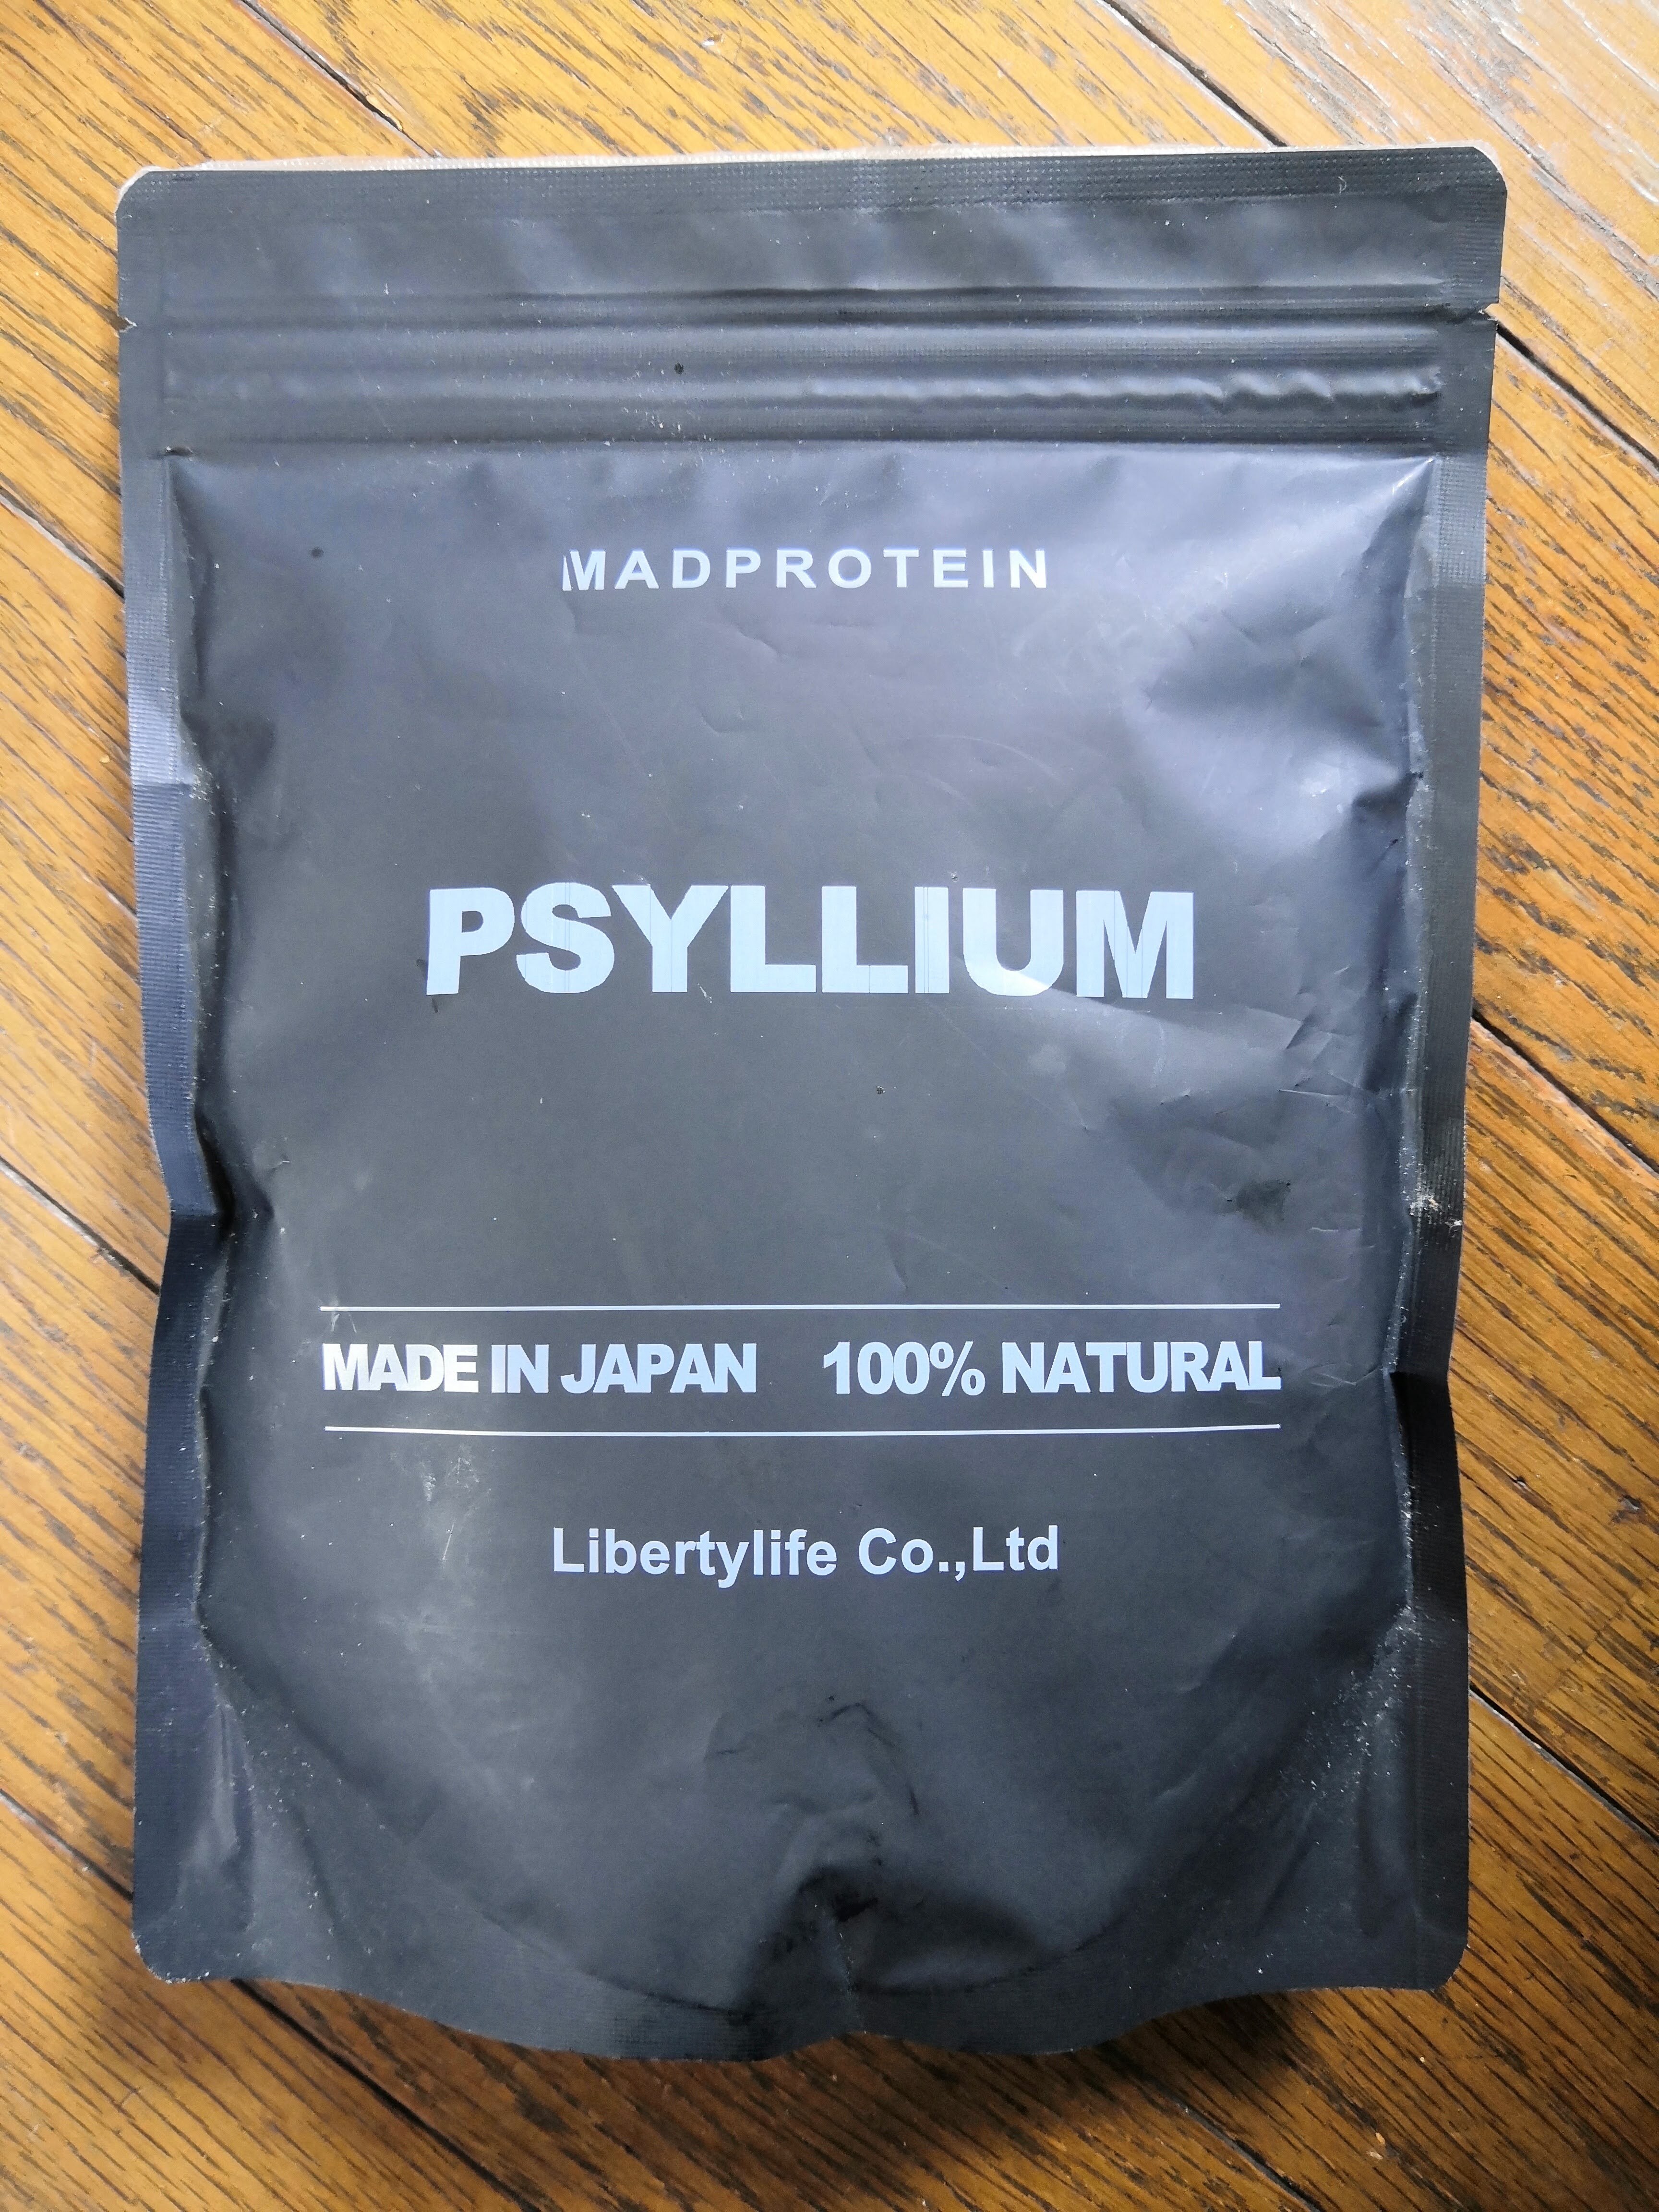 MADPROTEIN
PSYLLIUM
MADE IN JAPAN 100% NATURAL
Libertylife Co.,Ltd